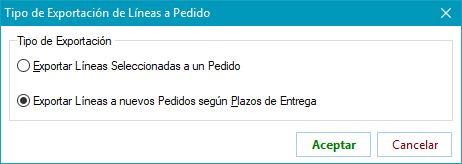 Tipo de Exportación de Líneas a Pedido
Tipo de Exportación
Exportar Líneas Seleccionadas a un Pedido
Exportar Líneas a nuevos Pedidos según Plazos de Entrega
Aceptar
Cancelar